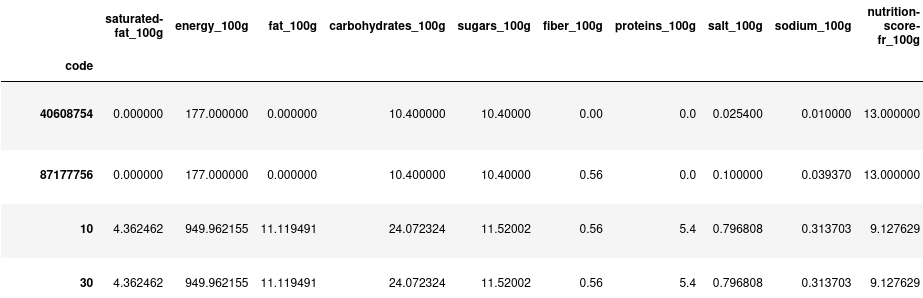 saturated-fat_100g energy_100g fat_100g carbohydrates_100g sugars_100g fiber_100g proteins_100g salt_100g sodium_100g nutrition-score-fr_100g
code
40608754 0.000000 177.000000 0.000000 10.400000 10.40000 0.00 0.0 0.025400 0.010000 13.000000
87177756 0.000000 177.000000 0.000000 10.400000 10.40000 0.56 0.0 0.100000 0.039370 13.000000
10 4.362462 949.962155 11.119491 24.072324 11.52002 0.56 5.4 0.796808 0.313703 9.127629
30 4.362462 949.962155 11.119491 24.072324 11.52002 0.56 5.4 0.796808 0.313703 9.127629